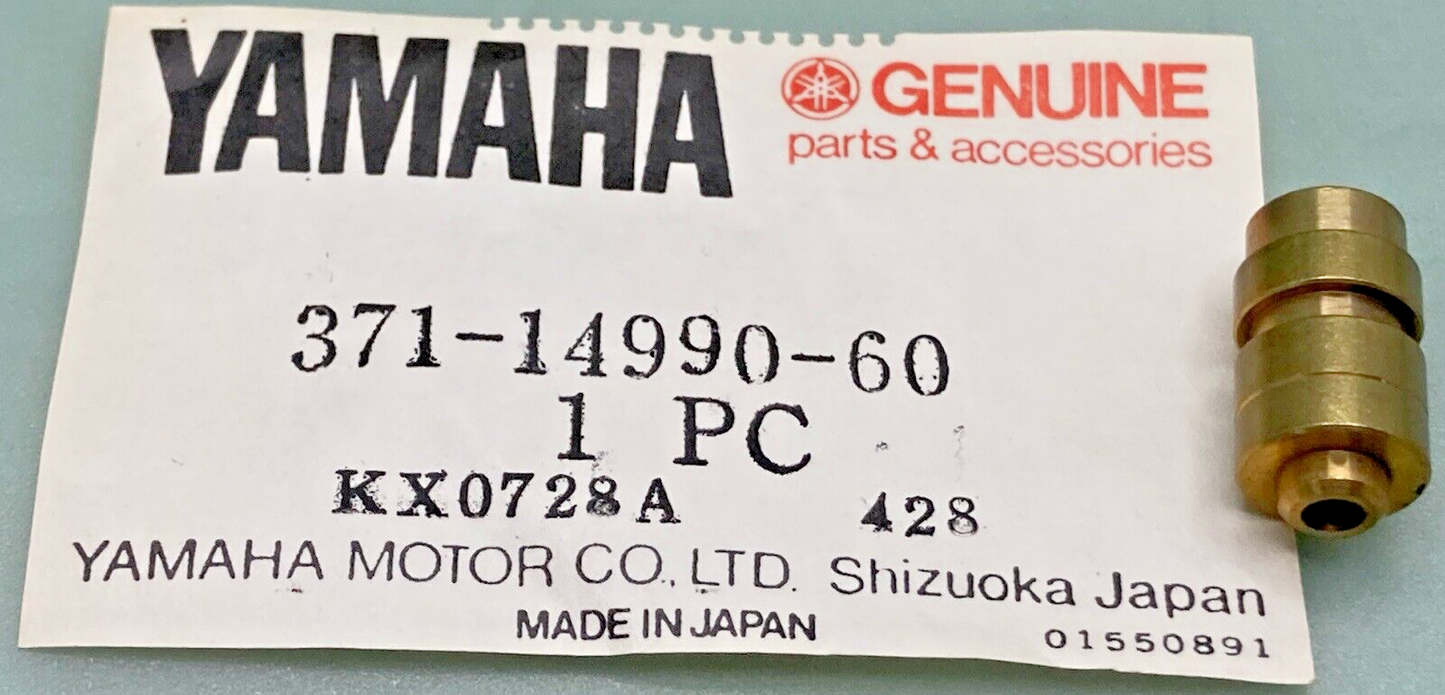 YAMAHA
GENUINE
parts & accessories
371-14990-60
1 PC
KX0728A 428
YAMAHA MOTOR CO., LTD. Shizuoka Japan
MADE IN JAPAN
01550891